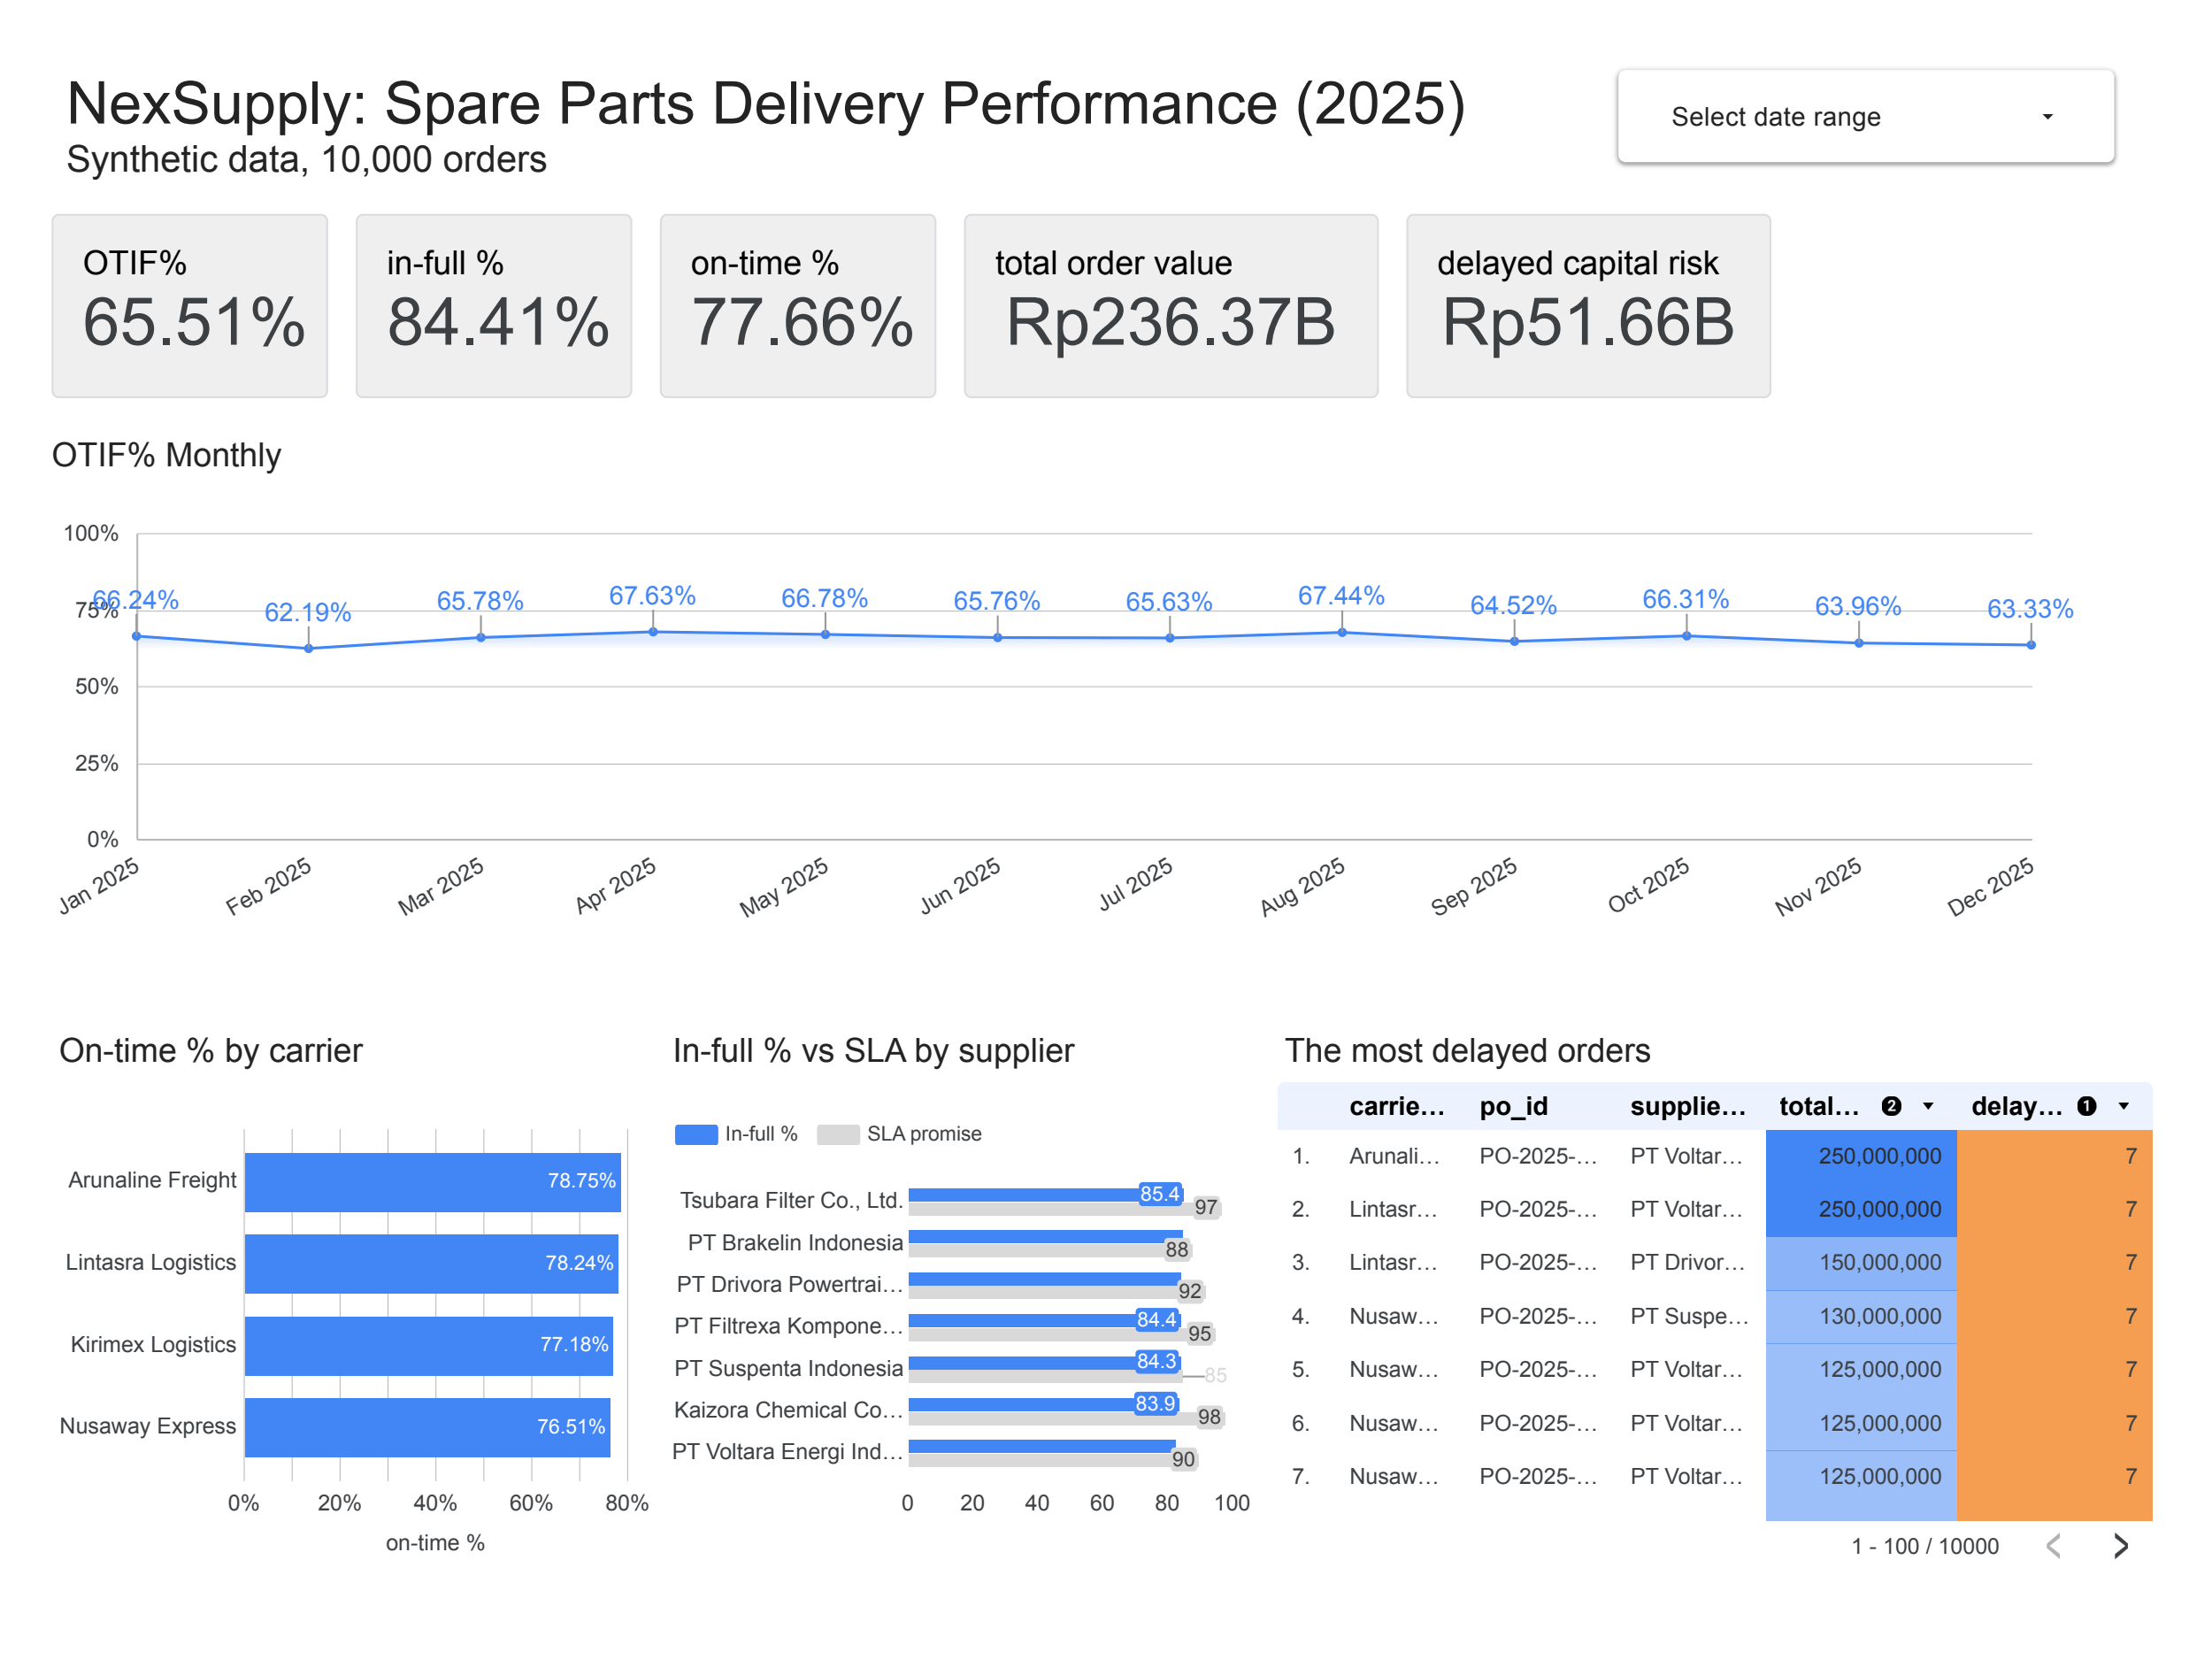 NexSupply: Spare Parts Delivery Performance (2025)
Synthetic data, 10,000 orders
Select date range
OTIF%
65.51%
in-full %
84.41%
on-time %
77.66%
total order value
Rp236.37B
delayed capital risk
Rp51.66B
OTIF% Monthly
100%
75%
50%
25%
0%
66.24%
62.19%
65.78%
67.63%
66.78%
65.76%
65.63%
67.44%
64.52%
66.31%
63.96%
63.33%
Jan 2025
Feb 2025
Mar 2025
Apr 2025
May 2025
Jun 2025
Jul 2025
Aug 2025
Sep 2025
Oct 2025
Nov 2025
Dec 2025
On-time % by carrier
Arunaline Freight 78.75%
Lintasra Logistics 78.24%
Kirimex Logistics 77.18%
Nusaway Express 76.51%
0% 20% 40% 60% 80%
on-time %
In-full % vs SLA by supplier
In-full % SLA promise
Tsubara Filter Co., Ltd. 85.4 97
PT Brakelin Indonesia 88
PT Drivora Powertrai… 92
PT Filtrexa Kompone… 84.4 95
PT Suspenta Indonesia 84.3 85
Kaizora Chemical Co… 83.9 98
PT Voltara Energi Ind… 90
0 20 40 60 80 100
The most delayed orders
carrie… po_id supplie… total… 2 delay… 1
1. Arunali… PO-2025-… PT Voltar… 250,000,000 7
2. Lintasr… PO-2025-… PT Voltar… 250,000,000 7
3. Lintasr… PO-2025-… PT Drivor… 150,000,000 7
4. Nusaw… PO-2025-… PT Suspe… 130,000,000 7
5. Nusaw… PO-2025-… PT Voltar… 125,000,000 7
6. Nusaw… PO-2025-… PT Voltar… 125,000,000 7
7. Nusaw… PO-2025-… PT Voltar… 125,000,000 7
1 - 100 / 10000